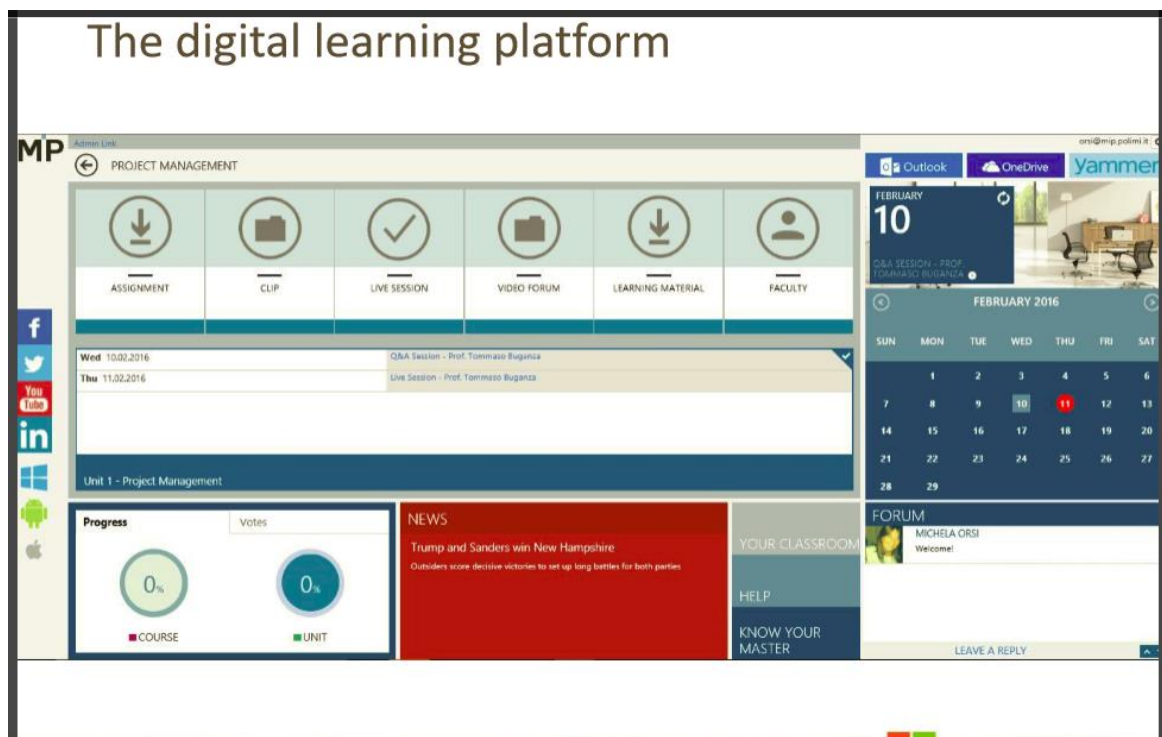 The digital learning platform
MIP
Admin Link
orsi@mip.polimi.it
PROJECT MANAGEMENT
Outlook
OneDrive
yammer
ASSIGNMENT
CLIP
LIVE SESSION
VIDEO FORUM
LEARNING MATERIAL
FACULTY
FEBRUARY
10
Q&A SESSION - PROF.
TOMMASO BUGANZA
FEBRUARY 2016
SUN MON TUE WED THU FRI SAT
1 2 3 4 5 6
7 8 9 10 11 12 13
14 15 16 17 18 19 20
21 22 23 24 25 26 27
28 29
f
You
Tube
in
Wed 10.02.2016 Q&A Session - Prof. Tommaso Buganza
Thu 11.02.2016 Live Session - Prof. Tommaso Buganza
Unit 1 - Project Management
Progress
Votes
0%
0%
COURSE
UNIT
NEWS
Trump and Sanders win New Hampshire
Outsiders score decisive victories to set up long battles for both parties
YOUR CLASSROOM
HELP
KNOW YOUR
MASTER
FORUM
MICHELA ORSI
Welcome!
LEAVE A REPLY